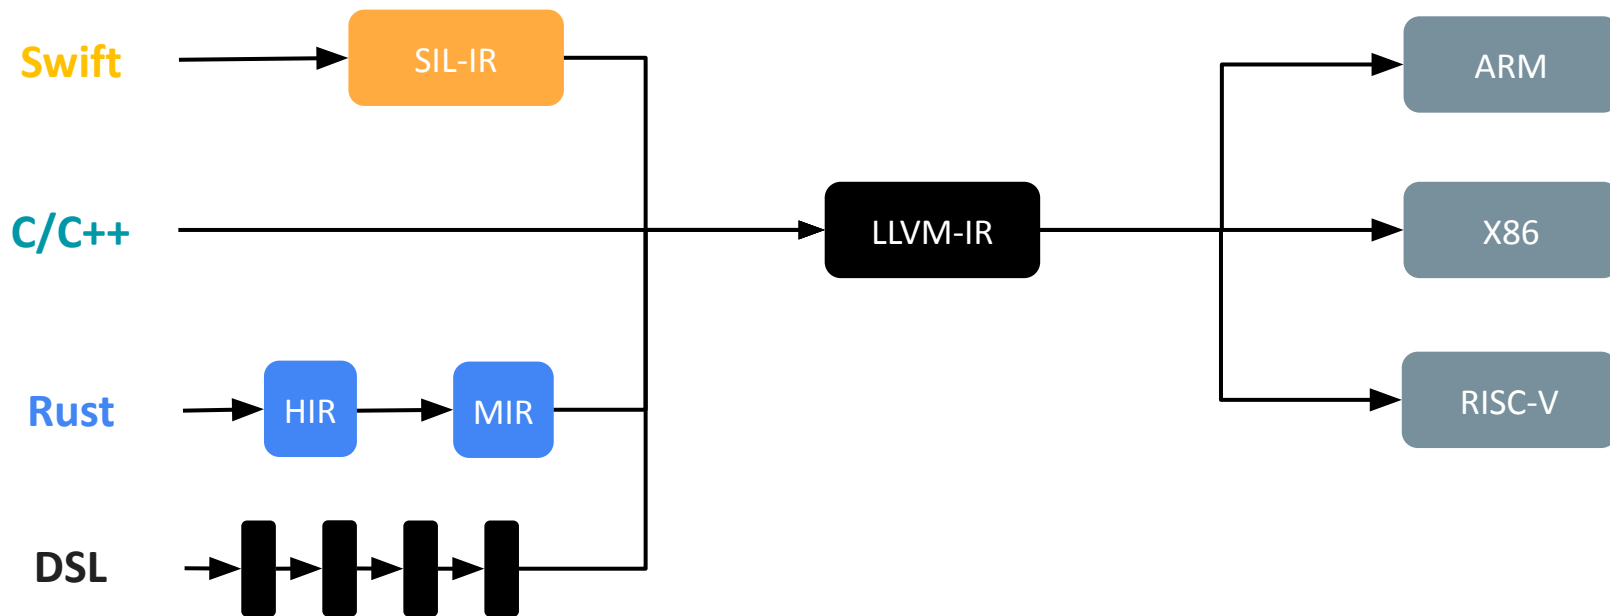 Swift
SIL-IR
ARM
C/C++
LLVM-IR
X86
Rust
HIR
MIR
RISC-V
DSL